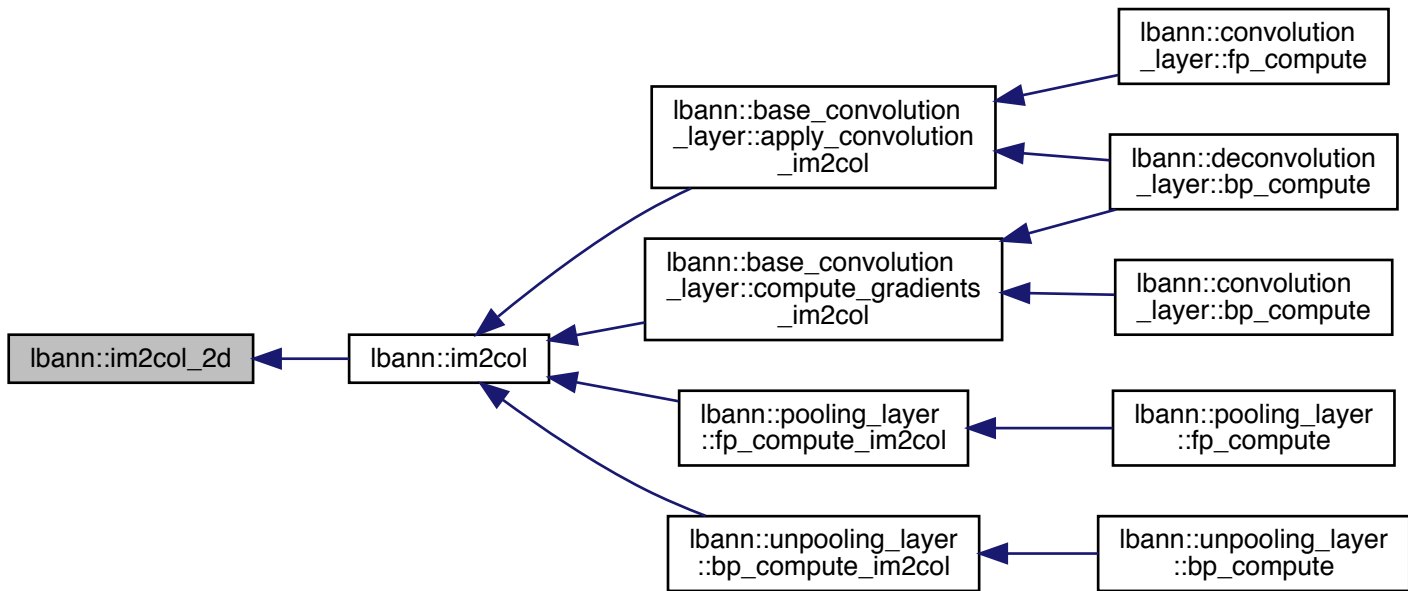 lbann::convolution
_layer::fp_compute
lbann::base_convolution
_layer::apply_convolution
_im2col
lbann::deconvolution
_layer::bp_compute
lbann::base_convolution
_layer::compute_gradients
_im2col
lbann::convolution
_layer::bp_compute
lbann::im2col_2d
lbann::im2col
lbann::pooling_layer
::fp_compute_im2col
lbann::pooling_layer
::fp_compute
lbann::unpooling_layer
::bp_compute_im2col
lbann::unpooling_layer
::bp_compute